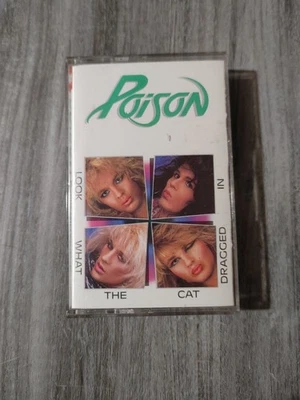 POISON
LOOK
WHAT
THE
CAT
DRAGGED
IN